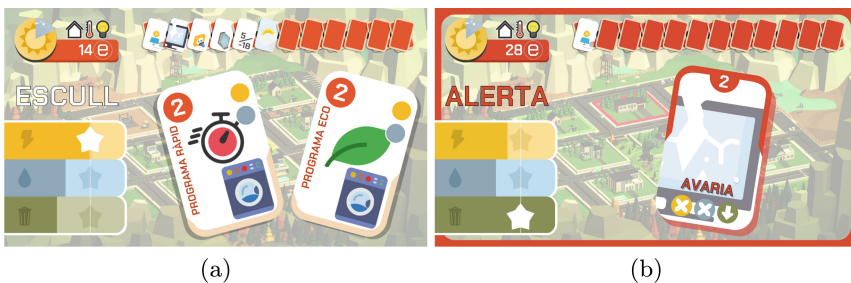 14 e
5
-18
ESCULL
2
PROGRAMA RÀPID
2
PROGRAMA ECO
(a)
28 e
ALERTA
2
AVARIA
(b)